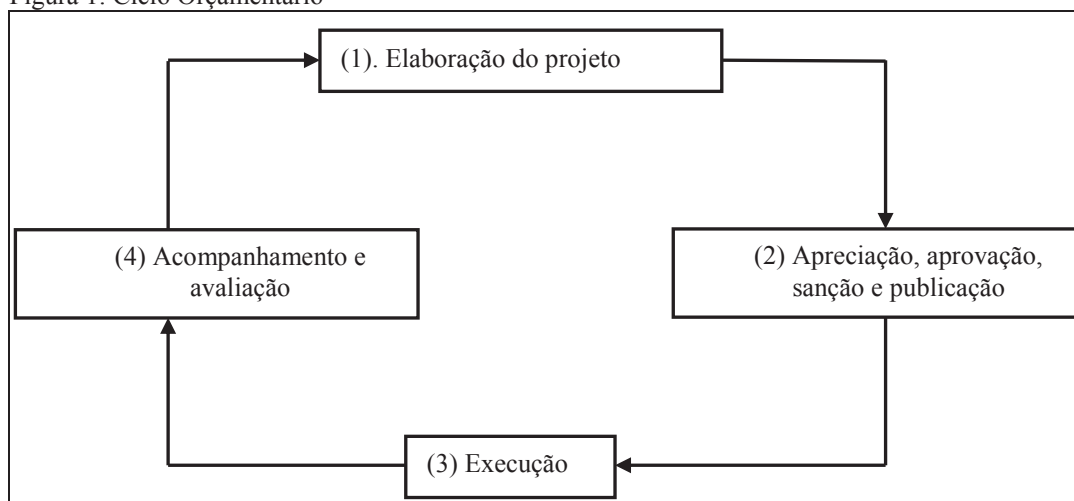 Figura 1: Ciclo Orçamentário
(1). Elaboração do projeto
(2) Apreciação, aprovação,
sanção e publicação
(3) Execução
(4) Acompanhamento e
avaliação